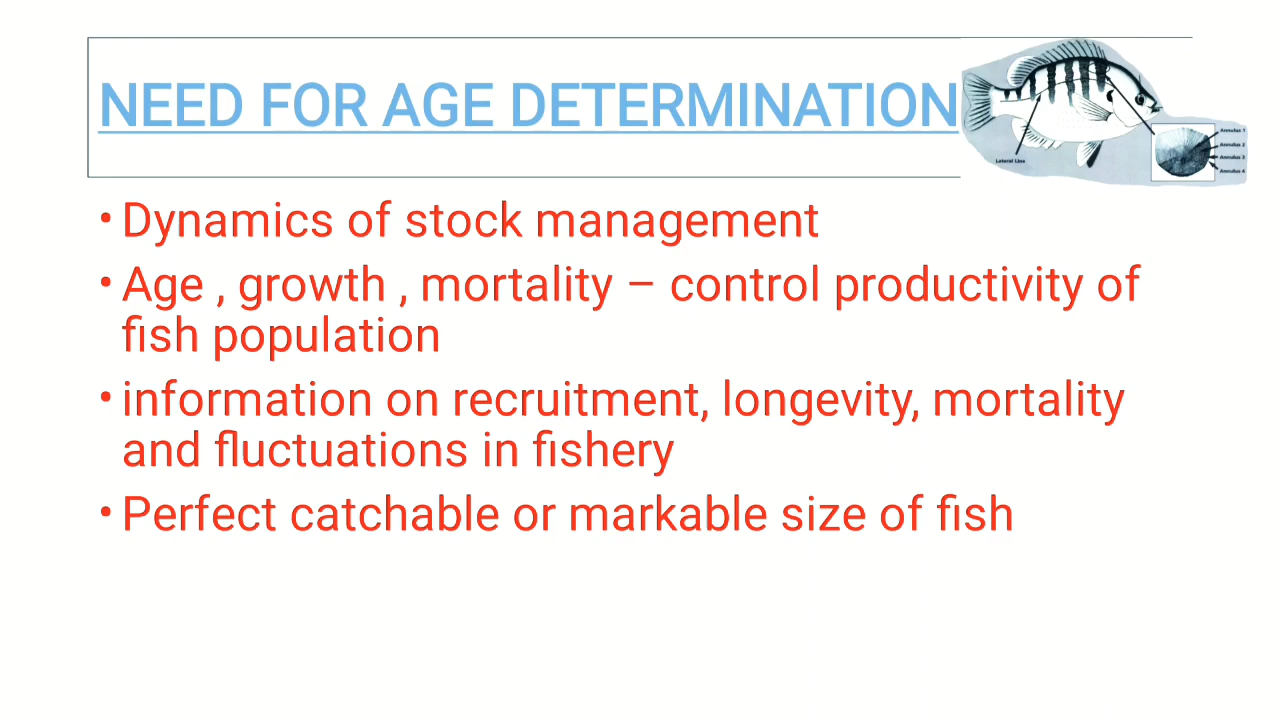 NEED FOR AGE DETERMINATION
Lateral Line
Annulus 1
Annulus 2
Annulus 3
Annulus 4
• Dynamics of stock management
• Age , growth , mortality – control productivity of
fish population
• information on recruitment, longevity, mortality
and fluctuations in fishery
• Perfect catchable or markable size of fish